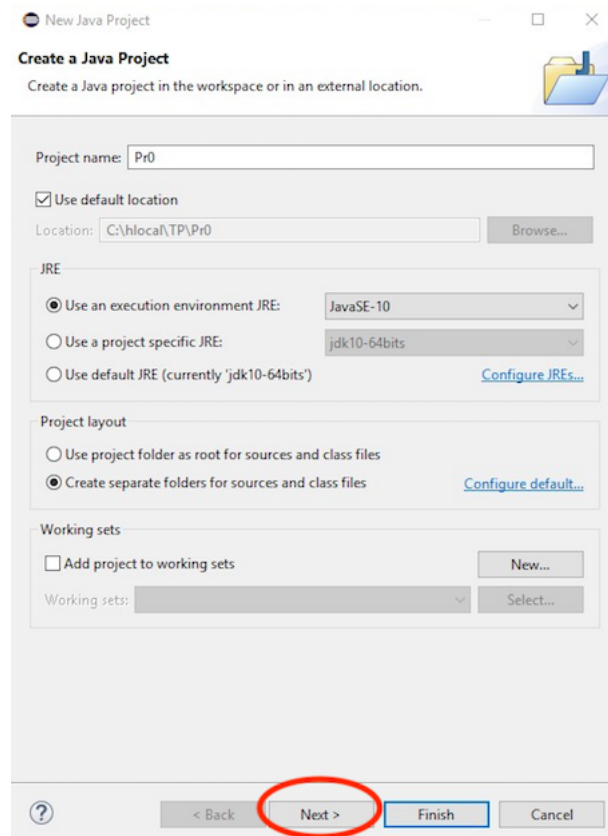 New Java Project
Create a Java Project
Create a Java project in the workspace or in an external location.
Project name: Pr0
Use default location
Location: C:\hlocal\TP\Pr0 Browse...
JRE
Use an execution environment JRE: JavaSE-10
Use a project specific JRE: jdk10-64bits
Use default JRE (currently 'jdk10-64bits') Configure JREs...
Project layout
Use project folder as root for sources and class files
Create separate folders for sources and class files Configure default...
Working sets
Add project to working sets New...
Working sets: Select...
? < Back Next > Finish Cancel